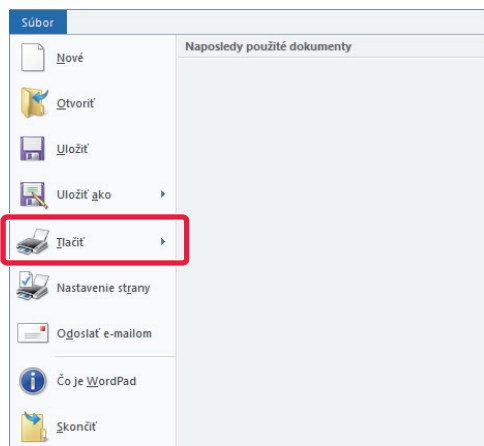 Súbor
Naposledy použité dokumenty
Nové
Otvoriť
Uložiť
Uložiť ako
Tlačiť
Nastavenie strany
Odoslať e-mailom
Čo je WordPad
Skončiť